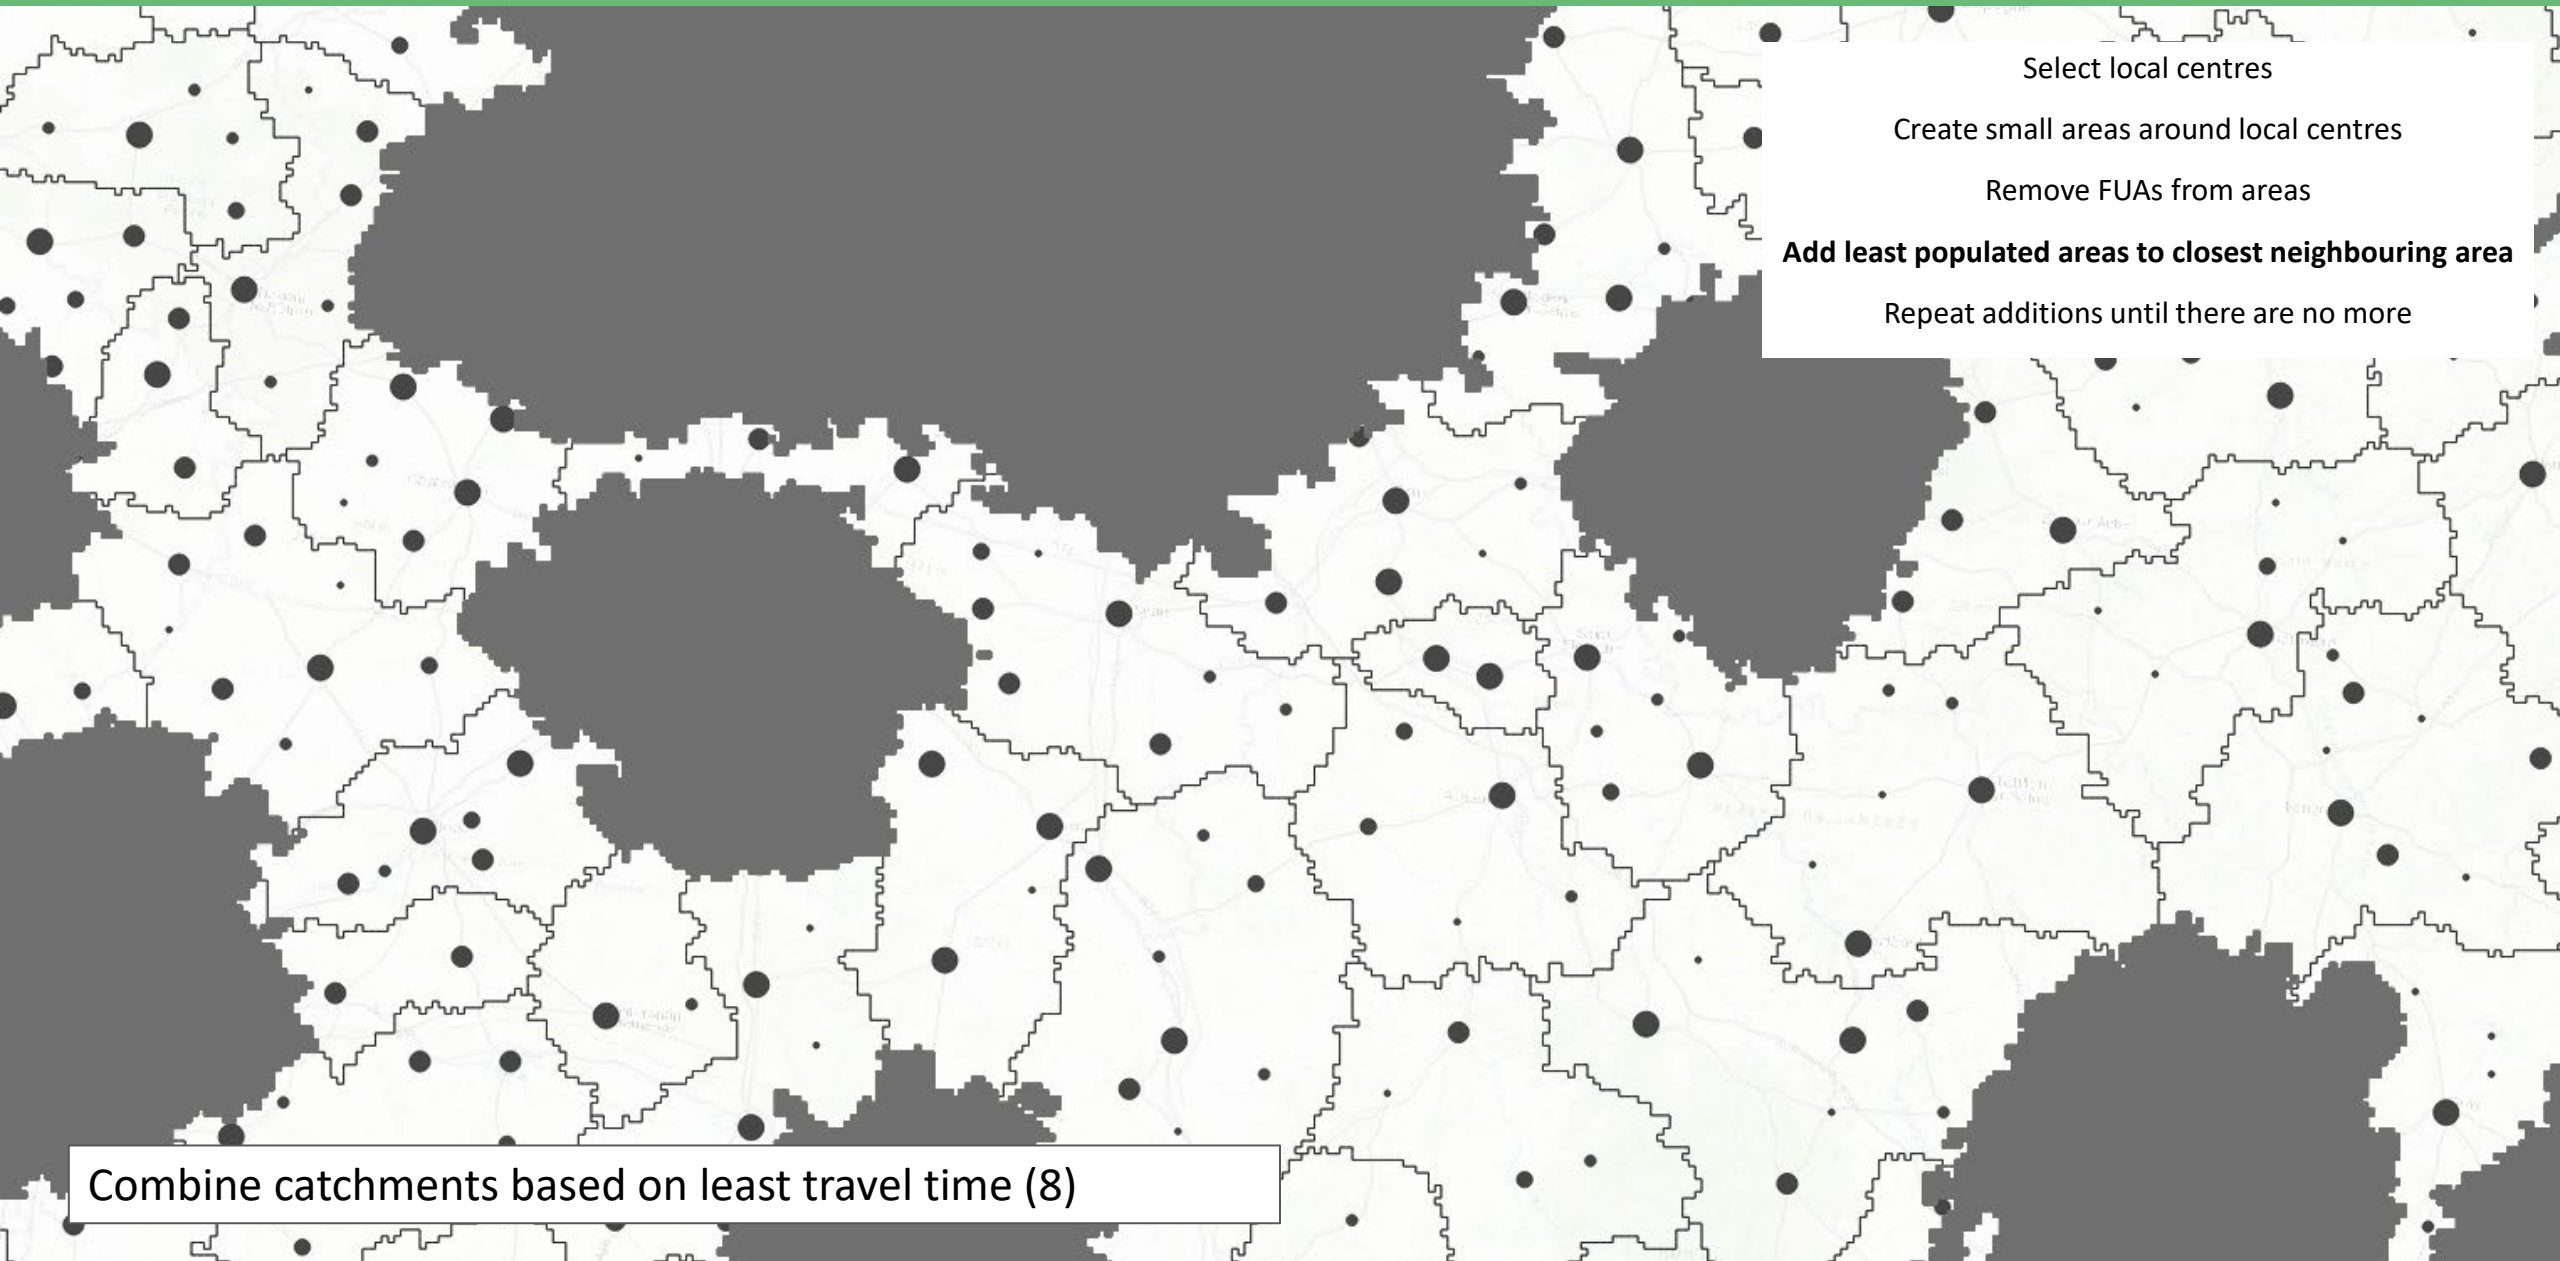 Select local centres
Create small areas around local centres
Remove FUAs from areas
Add least populated areas to closest neighbouring area
Repeat additions until there are no more
Combine catchments based on least travel time (8)